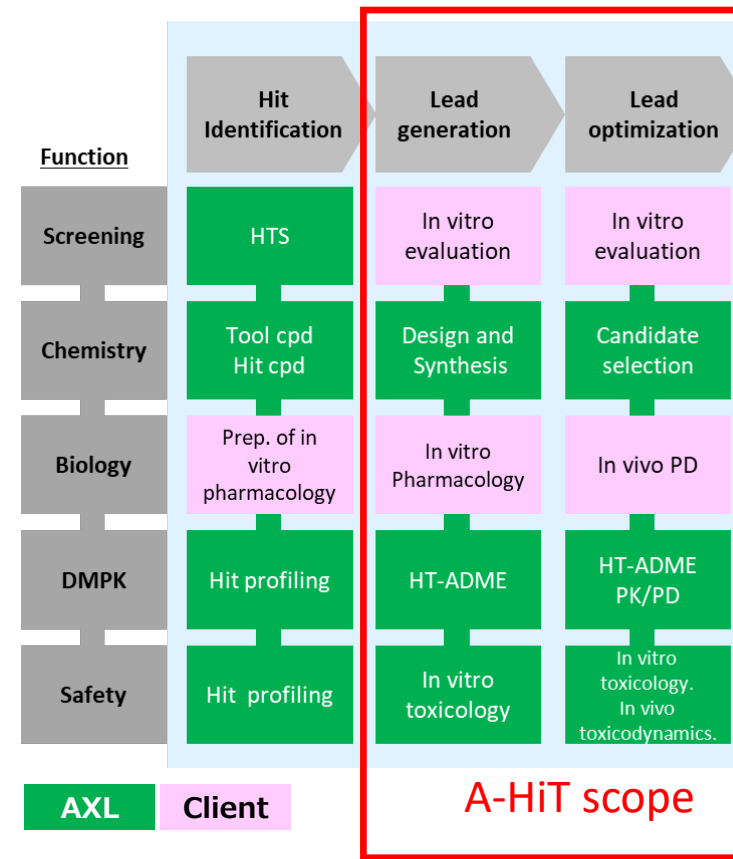 Hit
Identification
Lead
generation
Lead
optimization
Function
Screening
HTS
In vitro
evaluation
In vitro
evaluation
Chemistry
Tool cpd
Hit cpd
Design and
Synthesis
Candidate
selection
Biology
Prep. of in
vitro
pharmacology
In vitro
Pharmacology
In vivo PD
DMPK
Hit profiling
HT-ADME
HT-ADME
PK/PD
Safety
Hit profiling
In vitro
toxicology
In vitro
toxicology.
In vivo
toxicodynamics.
AXL
Client
A-HiT scope